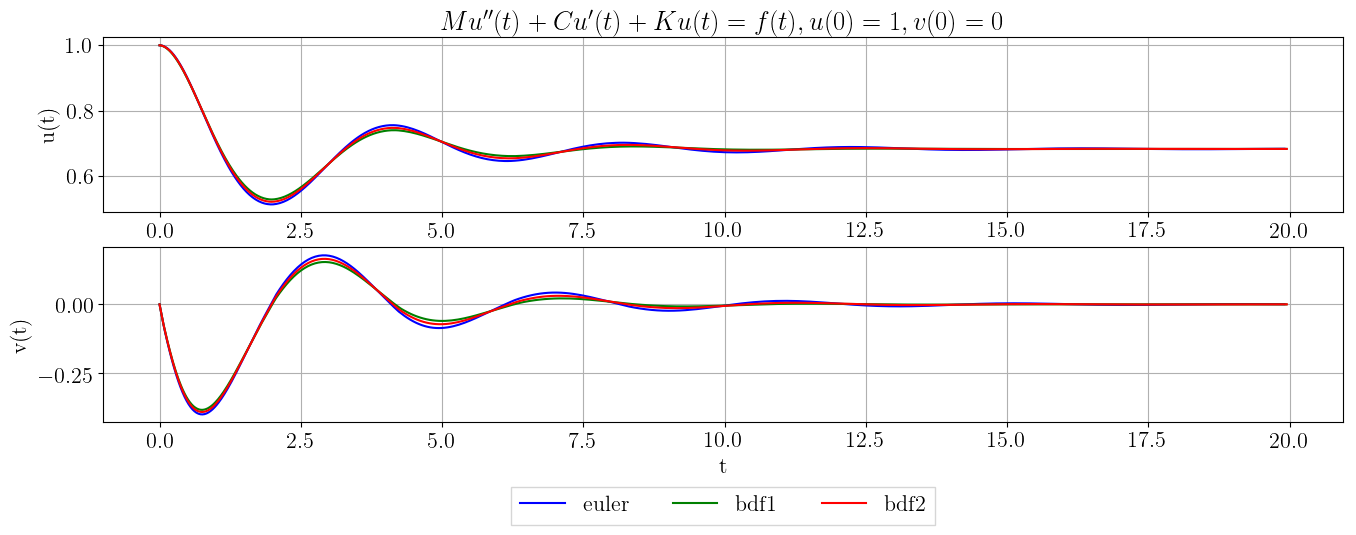 Mu''(t) + Cu'(t) + Ku(t) = f(t), u(0) = 1, v(0) = 0
1.0
0.8
0.6
u(t)
0.0 2.5 5.0 7.5 10.0 12.5 15.0 17.5 20.0
0.00
−0.25
v(t)
0.0 2.5 5.0 7.5 10.0 12.5 15.0 17.5 20.0
t
euler bdf1 bdf2